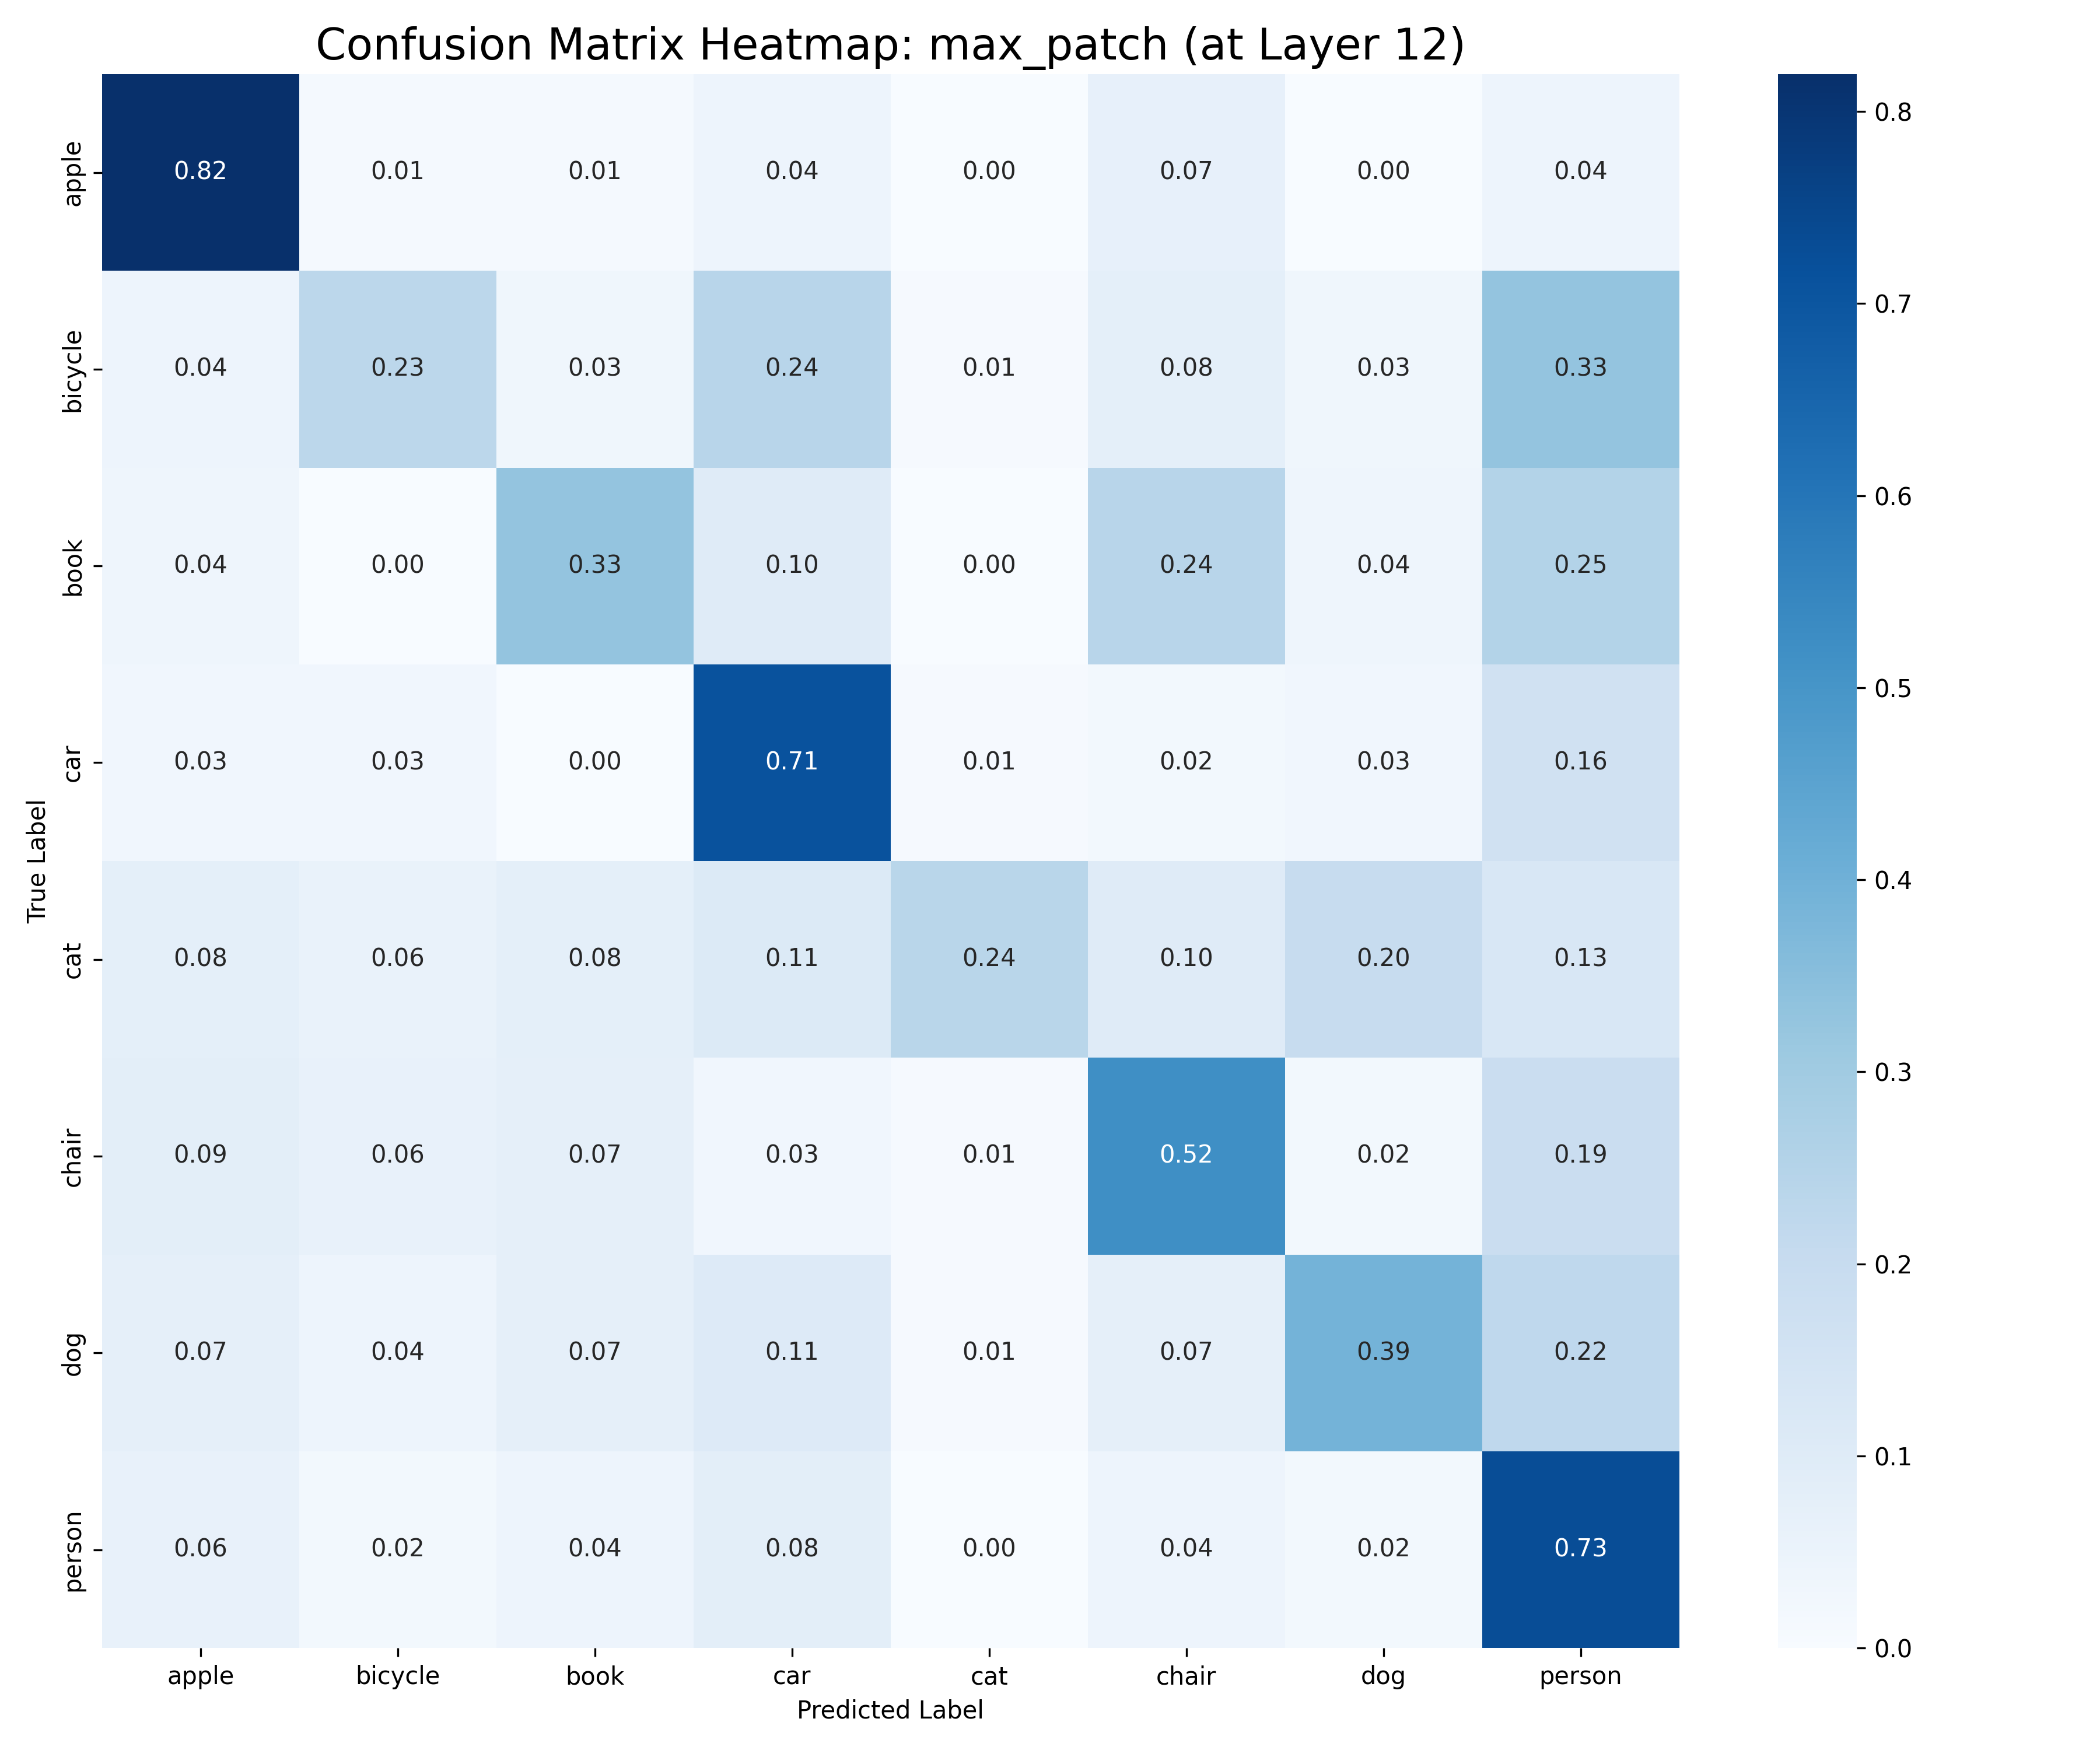 Confusion Matrix Heatmap: max_patch (at Layer 12)
True Label
apple 0.82 0.01 0.01 0.04 0.00 0.07 0.00 0.04
bicycle 0.04 0.23 0.03 0.24 0.01 0.08 0.03 0.33
book 0.04 0.00 0.33 0.10 0.00 0.24 0.04 0.25
car 0.03 0.03 0.00 0.71 0.01 0.02 0.03 0.16
cat 0.08 0.06 0.08 0.11 0.24 0.10 0.20 0.13
chair 0.09 0.06 0.07 0.03 0.01 0.52 0.02 0.19
dog 0.07 0.04 0.07 0.11 0.01 0.07 0.39 0.22
person 0.06 0.02 0.04 0.08 0.00 0.04 0.02 0.73
apple bicycle book car cat chair dog person
Predicted Label
0.8
0.7
0.6
0.5
0.4
0.3
0.2
0.1
0.0